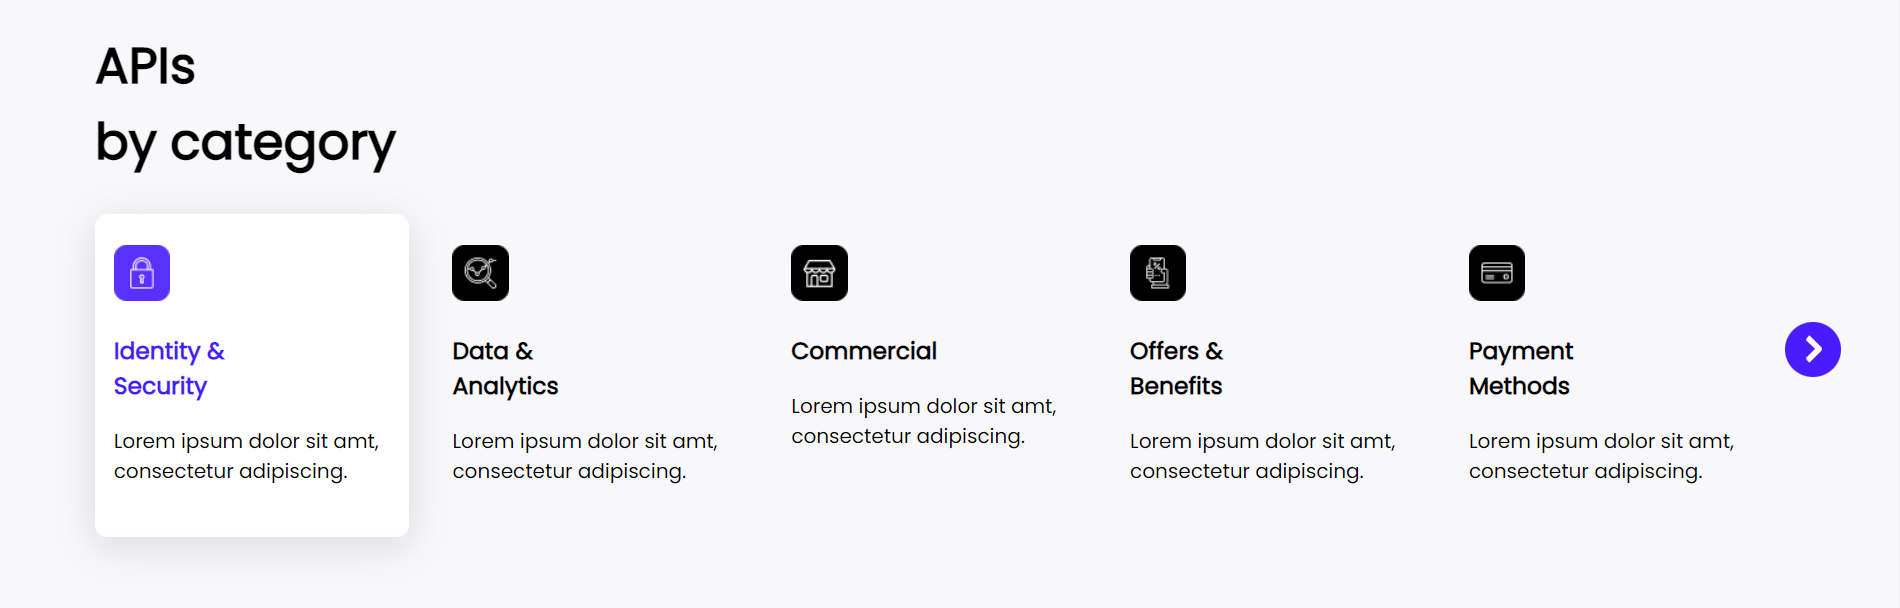 APIs
by category
Identity &
Security
Lorem ipsum dolor sit amt,
consectetur adipiscing.
Data &
Analytics
Lorem ipsum dolor sit amt,
consectetur adipiscing.
Commercial
Lorem ipsum dolor sit amt,
consectetur adipiscing.
Offers &
Benefits
Lorem ipsum dolor sit amt,
consectetur adipiscing.
Payment
Methods
Lorem ipsum dolor sit amt,
consectetur adipiscing.